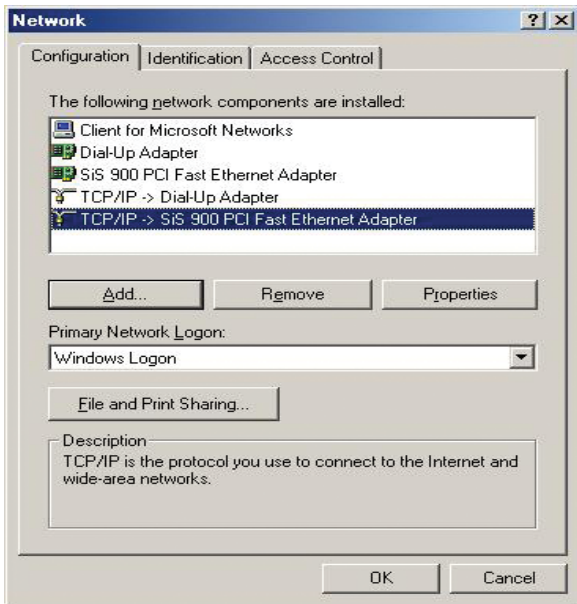 Network
Configuration Identification Access Control
The following network components are installed:
Client for Microsoft Networks
Dial-Up Adapter
SiS 900 PCI Fast Ethernet Adapter
TCP/IP -> Dial-Up Adapter
TCP/IP -> SiS 900 PCI Fast Ethernet Adapter
Add... Remove Properties
Primary Network Logon:
Windows Logon
File and Print Sharing...
Description
TCP/IP is the protocol you use to connect to the Internet and
wide-area networks.
OK Cancel